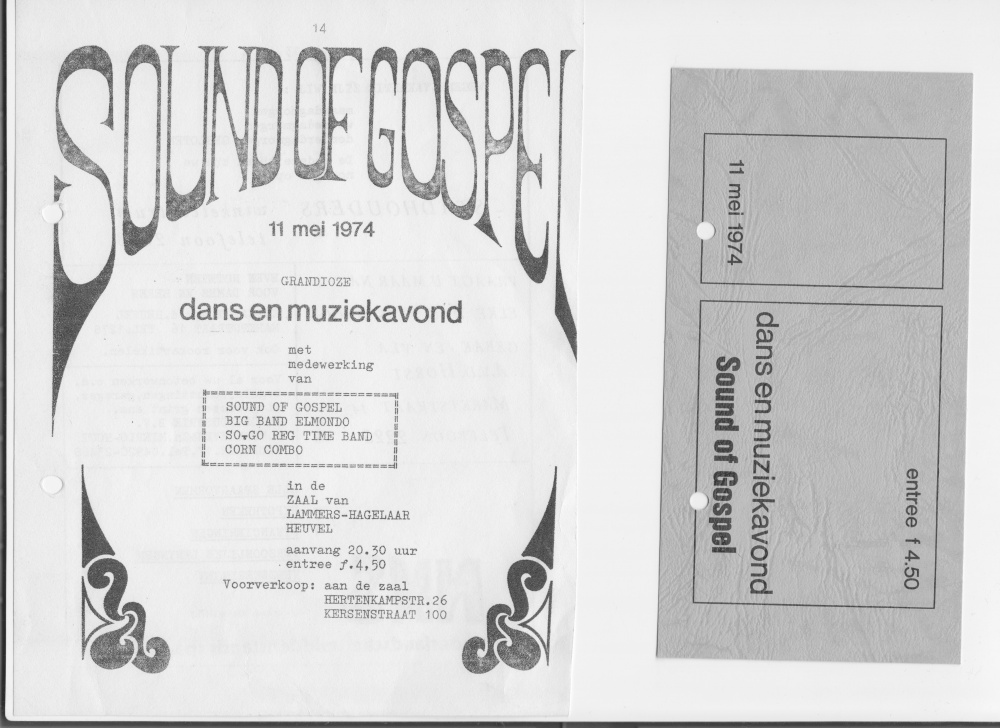 14
SOUND OF GOSPEL
11 mei 1974
GRANDIOZE
dans en muziekavond
met
medewerking
van
SOUND OF GOSPEL
BIG BAND ELMONDO
SO.GO REG TIME BAND
CORN COMBO
in de
ZAAL van
LAMMERS-HAGELAAR
HEUVEL
aanvang 20.30 uur
entree f.4,50
Voorverkoop: aan de zaal
HERTENKAMPSTR.26
KERSENSTRAAT 100
11 mei 1974
dans en muziekavond
Sound of Gospel
entree f 4.50